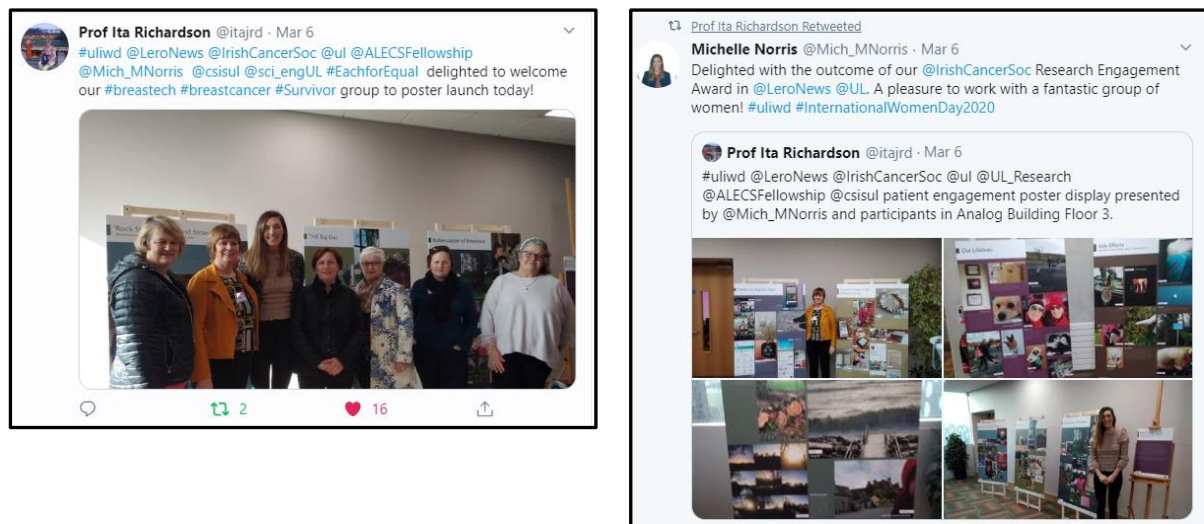 Prof Ita Richardson @itajrd · Mar 6
#uliwd @LeroNews @IrishCancerSoc @ul @ALECSFellowship
@Mich_MNorris @csisul @sci_engUL #EachforEqual delighted to welcome
our #breastech #breastcancer #Survivor group to poster launch today!
THE Big Day
Rollercoaster of Emotions
2
16
Prof Ita Richardson Retweeted
Michelle Norris @Mich_MNorris · Mar 6
Delighted with the outcome of our @IrishCancerSoc Research Engagement
Award in @LeroNews @UL. A pleasure to work with a fantastic group of
women! #uliwd #InternationalWomenDay2020
Prof Ita Richardson @itajrd · Mar 6
#uliwd @LeroNews @IrishCancerSoc @ul @UL_Research
@ALECSFellowship @csisul patient engagement poster display presented
by @Mich_MNorris and participants in Analog Building Floor 3.
Our Lifelines
Side Effects